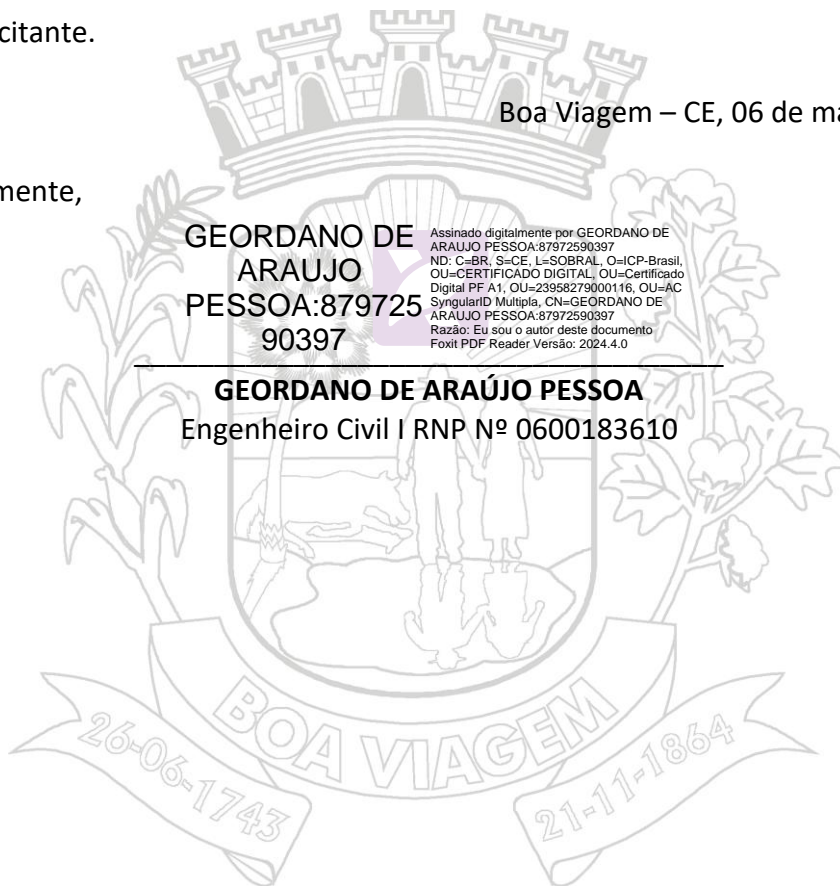 citante.
Boa Viagem – CE, 06 de ma
mente,
GEORDANO DE
ARAUJO
PESSOA:879725
90397
Assinado digitalmente por GEORDANO DE
ARAUJO PESSOA:87972590397
ND: C=BR, S=CE, L=SOBRAL, O=ICP-Brasil,
OU=CERTIFICADO DIGITAL, OU=Certificado
Digital PF A1, OU=23958279000116, OU=AC
SyngularID Multipla, CN=GEORDANO DE
ARAUJO PESSOA:87972590397
Razão: Eu sou o autor deste documento
Foxit PDF Reader Versão: 2024.4.0
GEORDANO DE ARAÚJO PESSOA
Engenheiro Civil I RNP Nº 0600183610
BOA VIAGEM
26-06-1743
21-11-1864